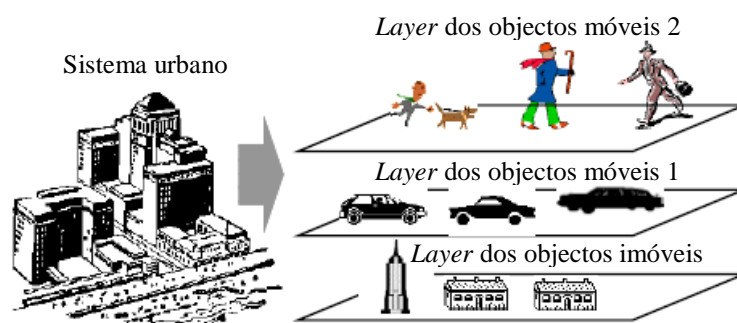 Layer dos objectos móveis 2
Sistema urbano
Layer dos objectos móveis 1
Layer dos objectos imóveis